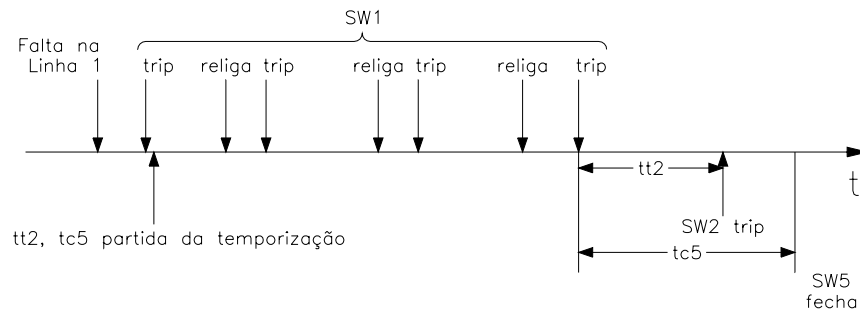 SW1
Falta na
Linha 1
trip religa trip religa trip religa trip
tt2
t
tt2, tc5 partida da temporização
SW2 trip
tc5
SW5
fecha